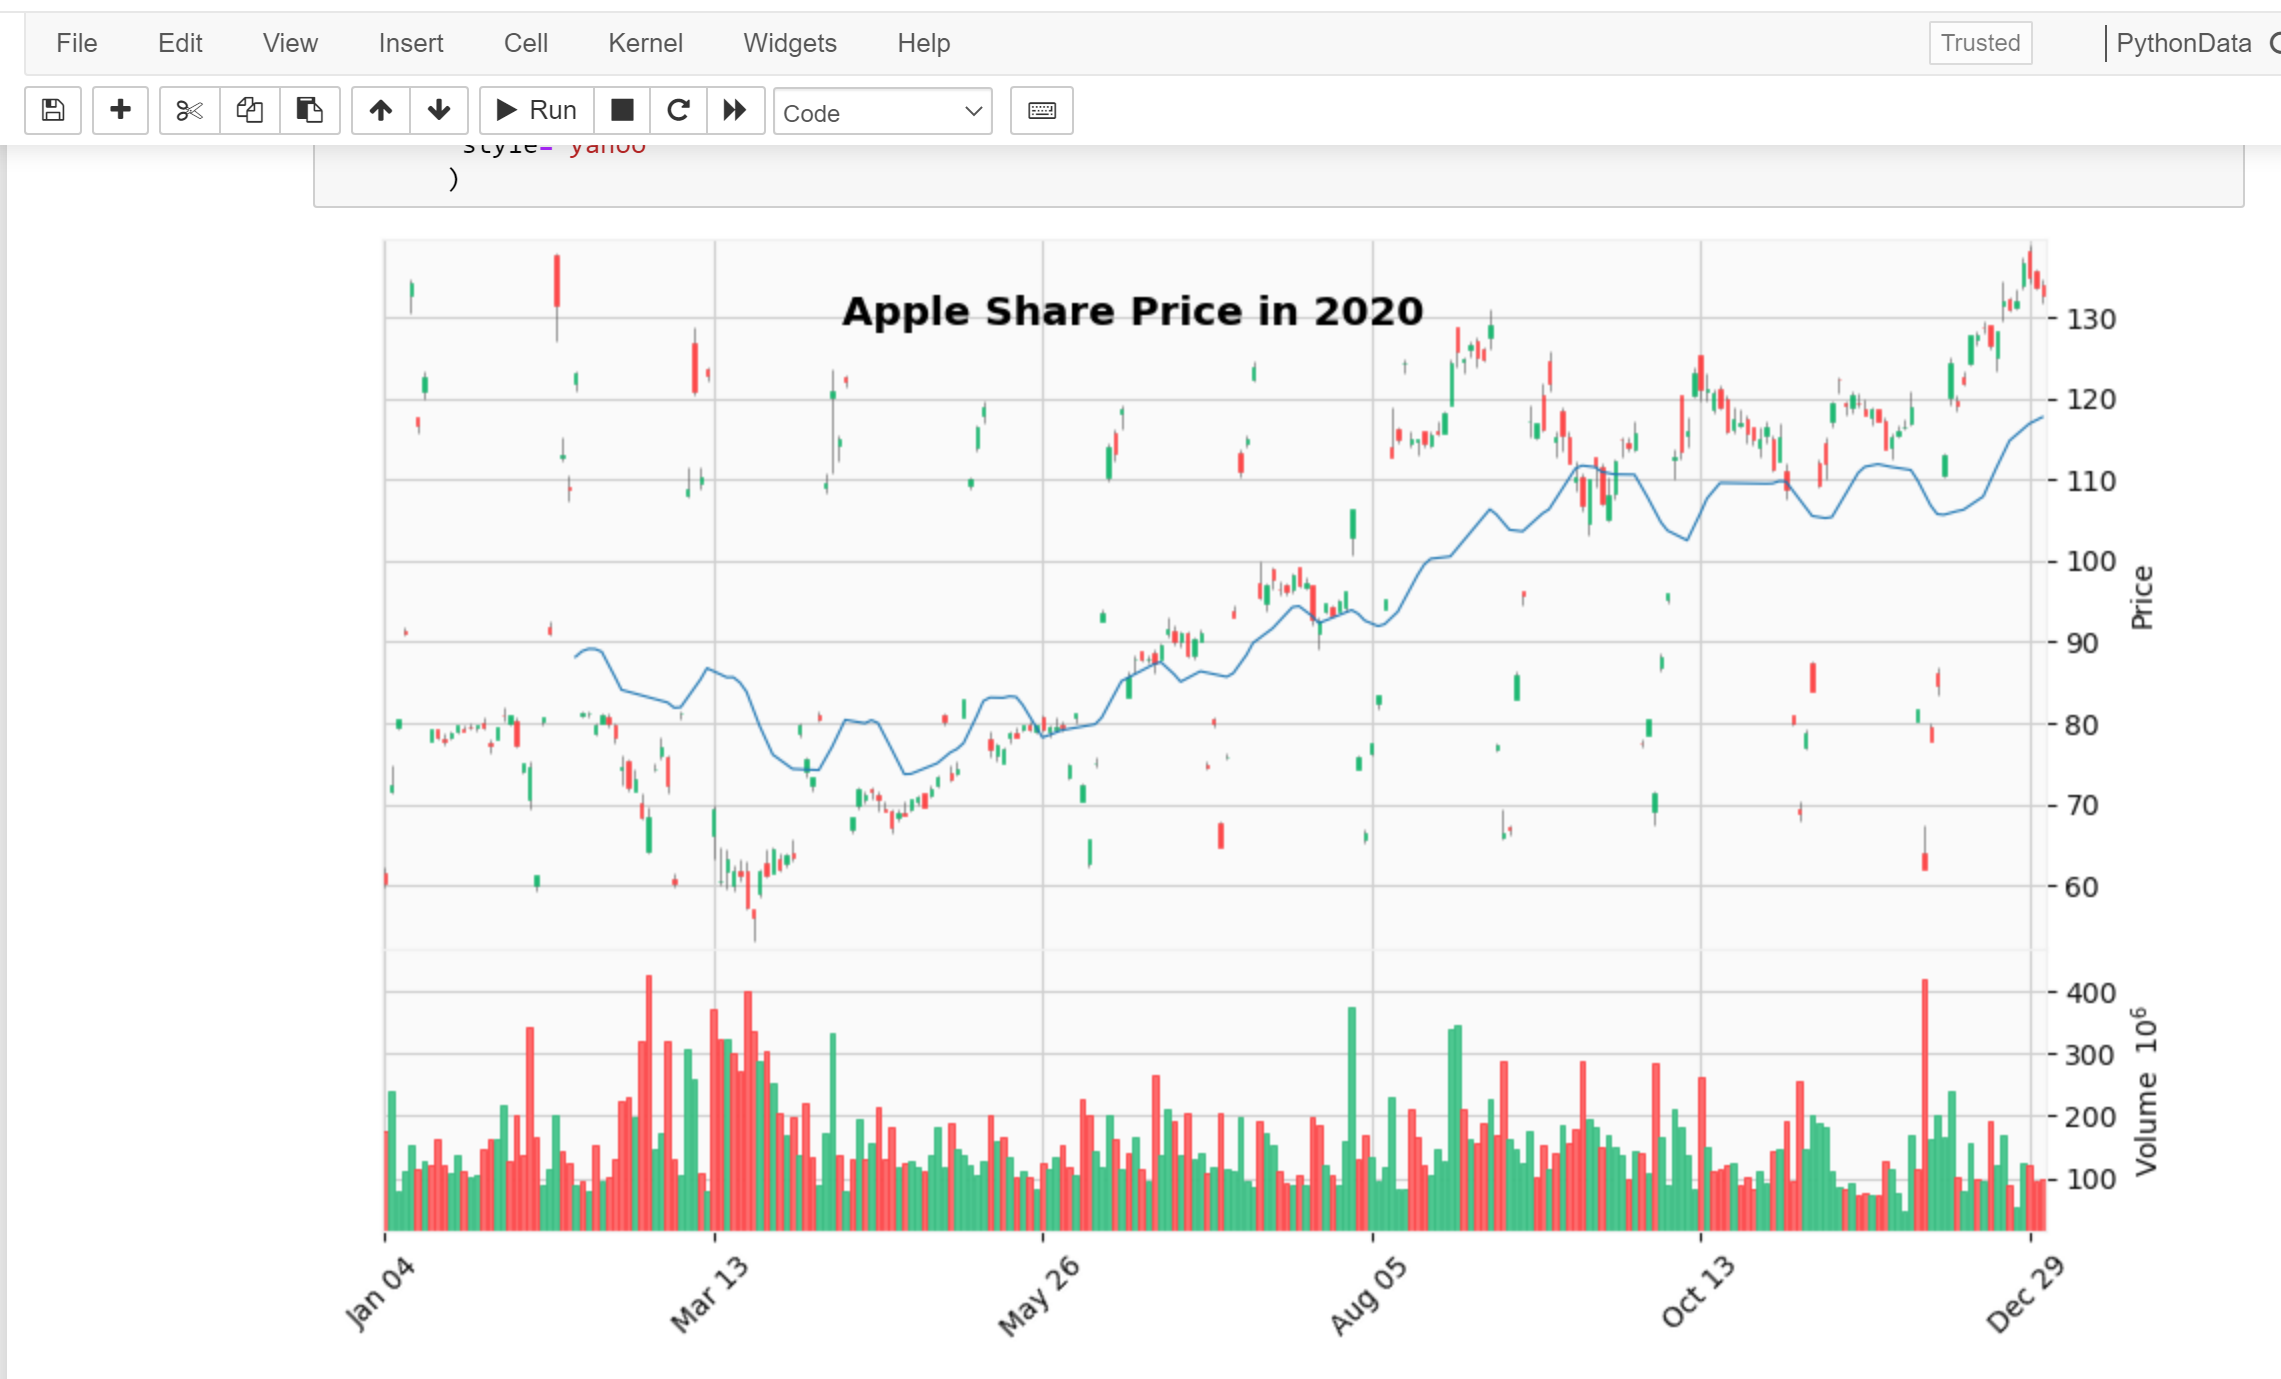 File Edit View Insert Cell Kernel Widgets Help Trusted PythonData
Run Code
style='yahoo'
)
Apple Share Price in 2020
130
120
110
100
90
80
70
60
Price
400
300
200
100
Volume 10⁶
Jan 04 Mar 13 May 26 Aug 05 Oct 13 Dec 29